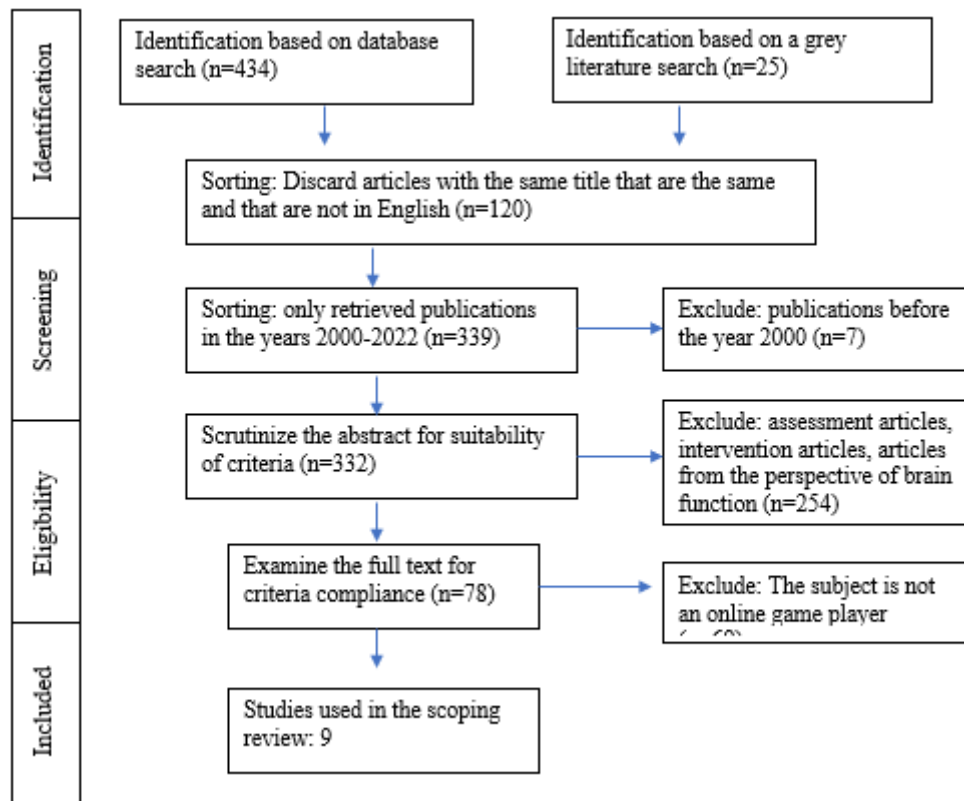 Identification
Identification based on database
search (n=434)
Identification based on a grey
literature search (n=25)
Sorting: Discard articles with the same title that are the same
and that are not in English (n=120)
Screening
Sorting: only retrieved publications
in the years 2000-2022 (n=339)
Exclude: publications before
the year 2000 (n=7)
Eligibility
Scrutinize the abstract for suitability
of criteria (n=332)
Exclude: assessment articles,
intervention articles, articles
from the perspective of brain
function (n=254)
Examine the full text for
criteria compliance (n=78)
Exclude: The subject is not
an online game player
Included
Studies used in the scoping
review: 9